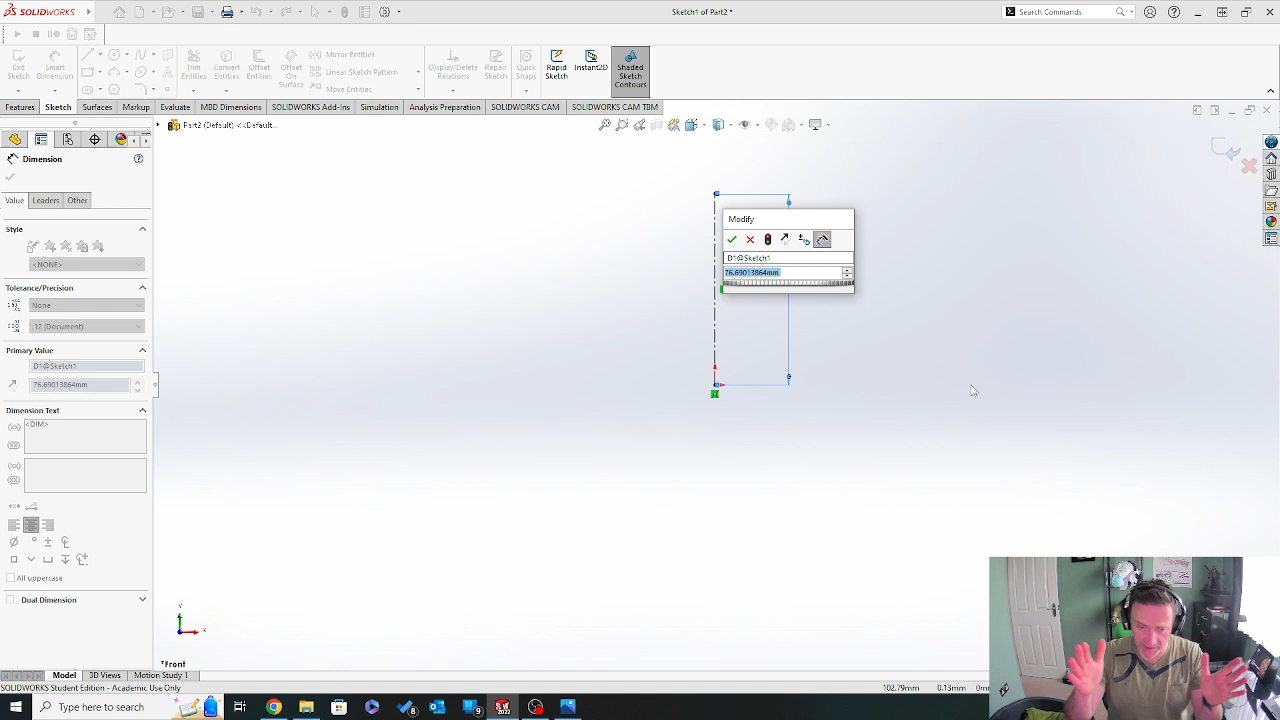 SOLIDWORKS
Sketch1 of Part2 *
Search Commands
Exit Sketch
Smart Dimension
Trim Entities
Convert Entities
Offset Entities
Offset On Surface
Mirror Entities
Linear Sketch Pattern
Move Entities
Display/Delete Relations
Repair Sketch
Quick Snaps
Rapid Sketch
Instant2D
Shaded Sketch Contours
Features Sketch Surfaces Markup Evaluate MBD Dimensions SOLIDWORKS Add-Ins Simulation Analysis Preparation SOLIDWORKS CAM SOLIDWORKS CAM TBM
Part2 (Default) <<Default...
Dimension
Value Leaders Other
Style
<NONE>
Tolerance/Precision
None
.12 (Document)
Primary Value
D1@Sketch1
76.69013864mm
Dimension Text
<DIM>
All uppercase
Dual Dimension
Modify
D1@Sketch1
76.69013864mm
Y
X
*Front
Model 3D Views Motion Study 1
SOLIDWORKS Student Edition - Academic Use Only
102.79mm 0.13mm
Type here to search